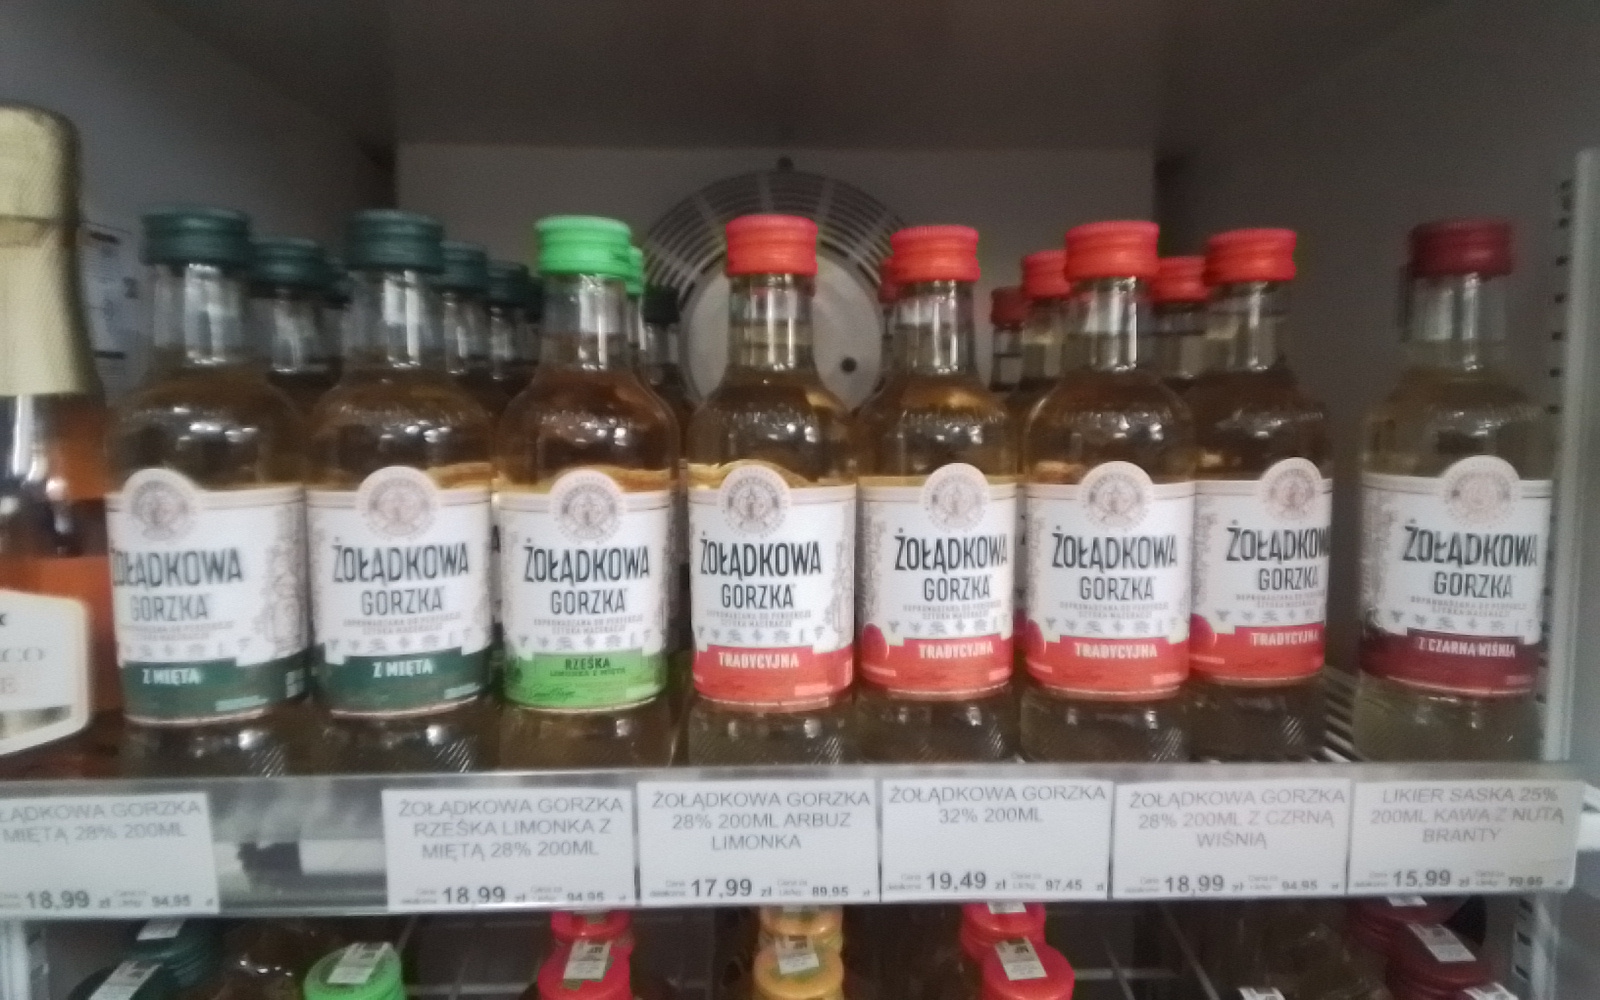 ŻOŁĄDKOWA
GORZKA
Z MIĘTĄ
ŻOŁĄDKOWA
GORZKA
Z MIĘTĄ
ŻOŁĄDKOWA
GORZKA
RZEŚKA
LIMONKA Z MIĘTĄ
ŻOŁĄDKOWA
GORZKA
TRADYCYJNA
ŻOŁĄDKOWA
GORZKA
TRADYCYJNA
ŻOŁĄDKOWA
GORZKA
TRADYCYJNA
ŻOŁĄDKOWA
GORZKA
TRADYCYJNA
ŻOŁĄDKOWA
GORZKA
Z CZARNĄ WIŚNIĄ
ŁĄDKOWA GORZKA
MIĘTĄ 28% 200ML
18,99 zł 94.95
ŻOŁĄDKOWA GORZKA
RZEŚKA LIMONKA Z
MIĘTĄ 28% 200ML
18,99 zł 94.95
ŻOŁĄDKOWA GORZKA
28% 200ML ARBUZ
LIMONKA
17,99 zł 89.95
ŻOŁĄDKOWA GORZKA
32% 200ML
19,49 zł 97.45
ŻOŁĄDKOWA GORZKA
28% 200ML Z CZRNĄ
WIŚNIĄ
18,99 zł 94.95
LIKIER SASKA 25%
200ML KAWA Z NUTĄ
BRANTY
15,99 zł 79.95